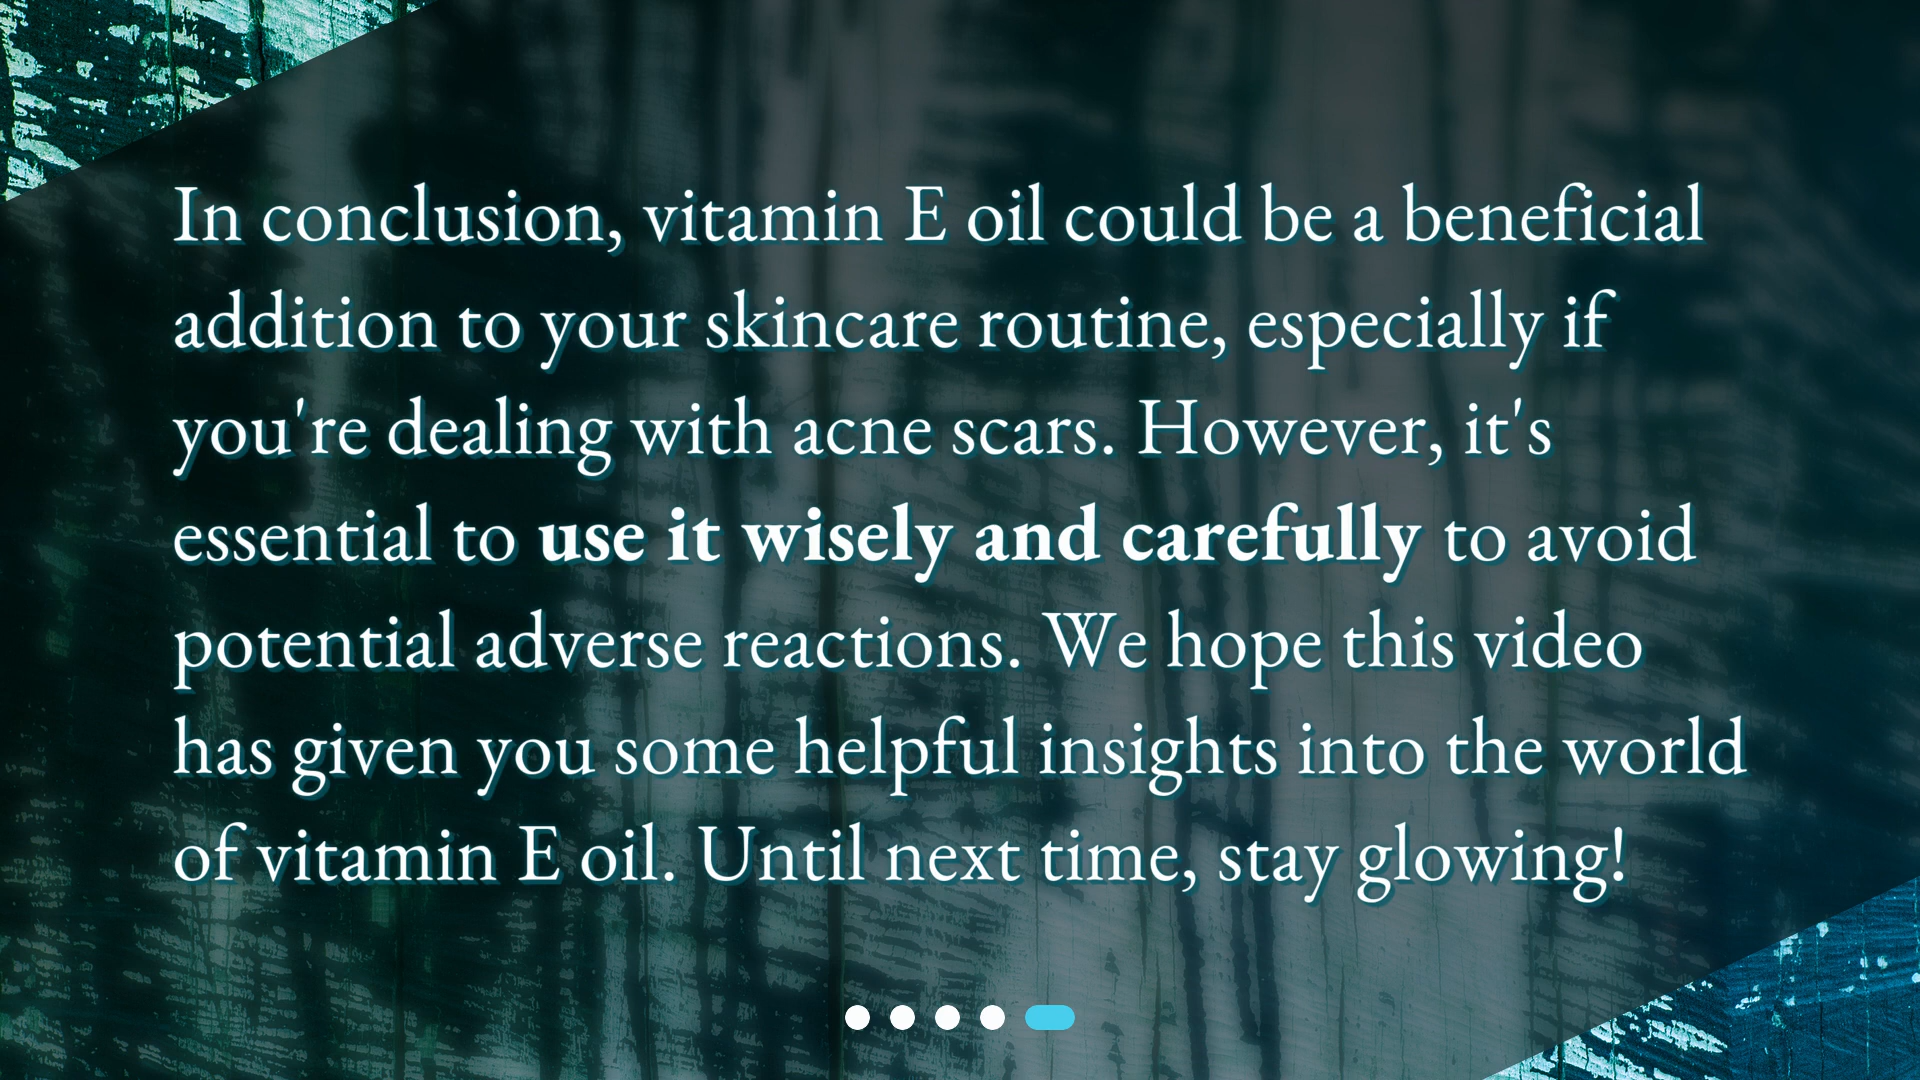 In conclusion, vitamin E oil could be a beneficial
addition to your skincare routine, especially if
you're dealing with acne scars. However, it's
essential to use it wisely and carefully to avoid
potential adverse reactions. We hope this video
has given you some helpful insights into the world
of vitamin E oil. Until next time, stay glowing!